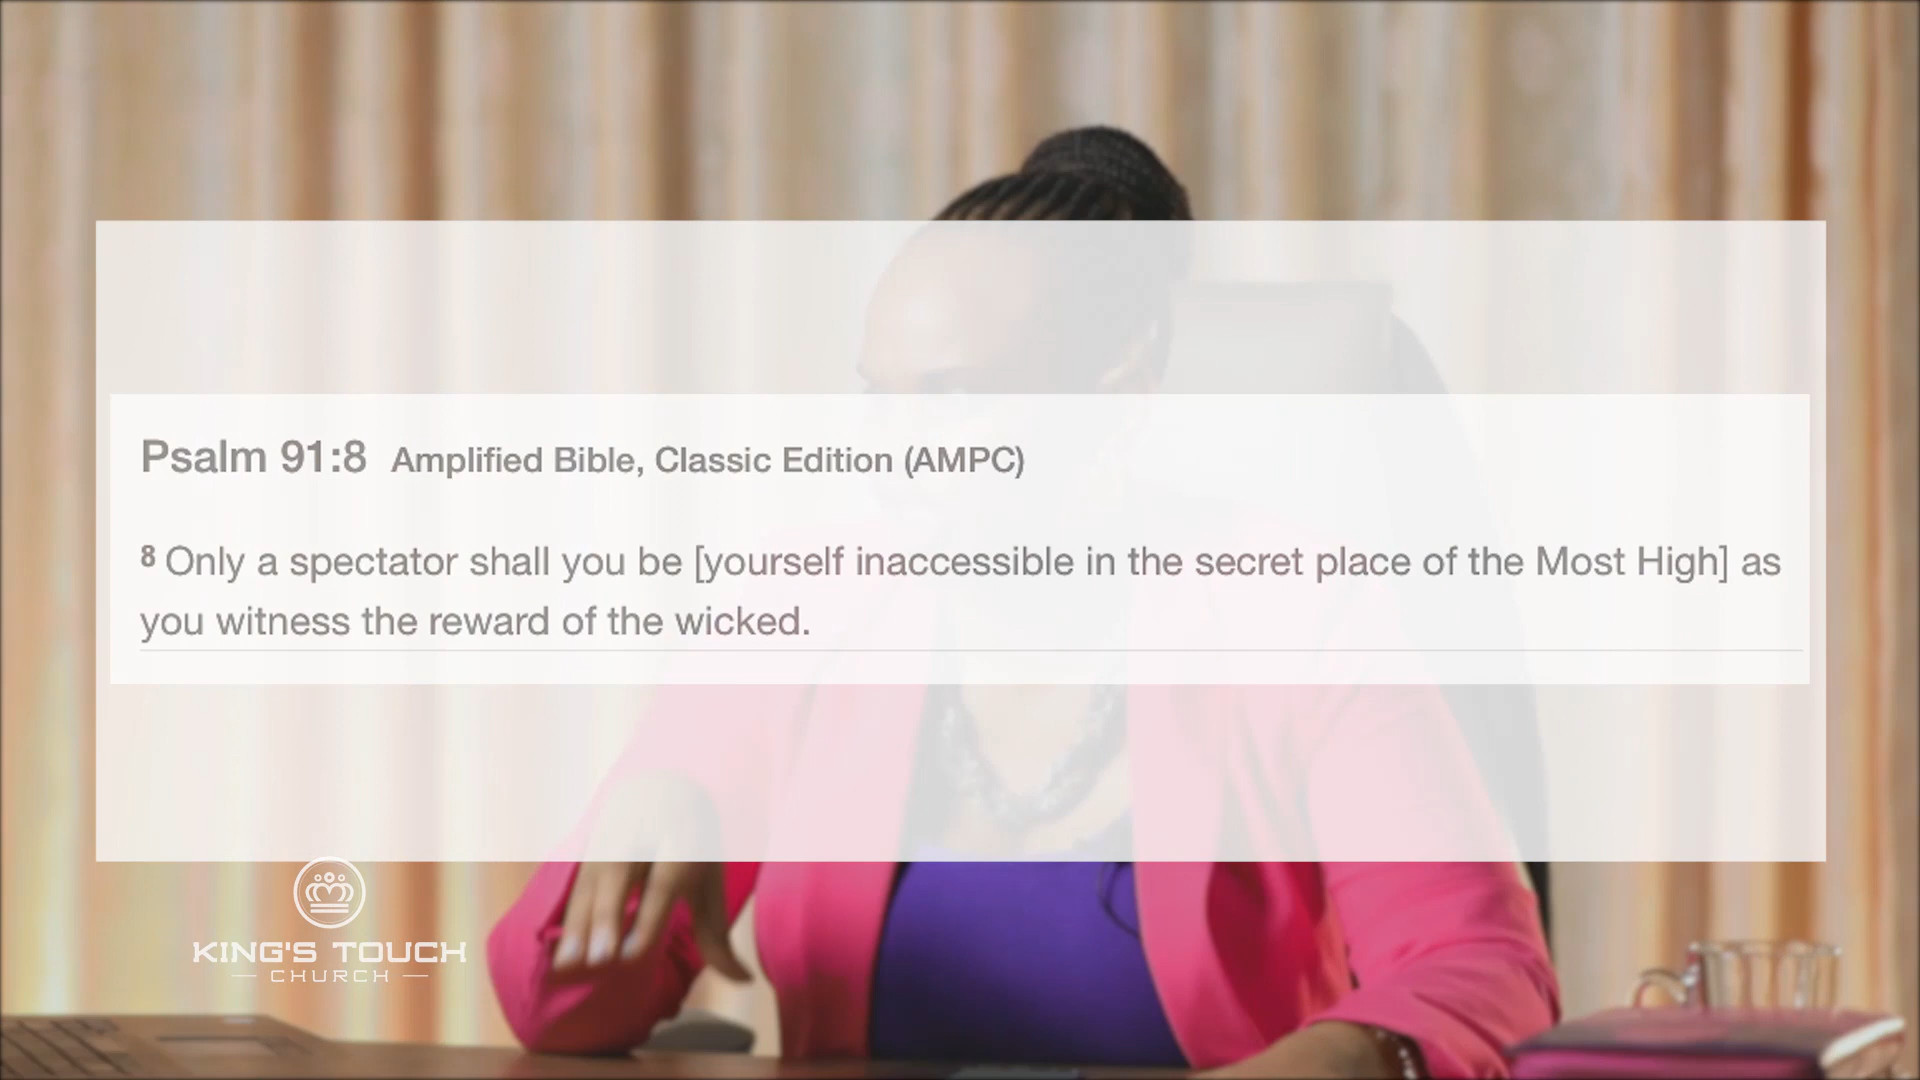 Psalm 91:8 Amplified Bible, Classic Edition (AMPC)
8 Only a spectator shall you be [yourself inaccessible in the secret place of the Most High] as
you witness the reward of the wicked.
KING'S TOUCH
CHURCH